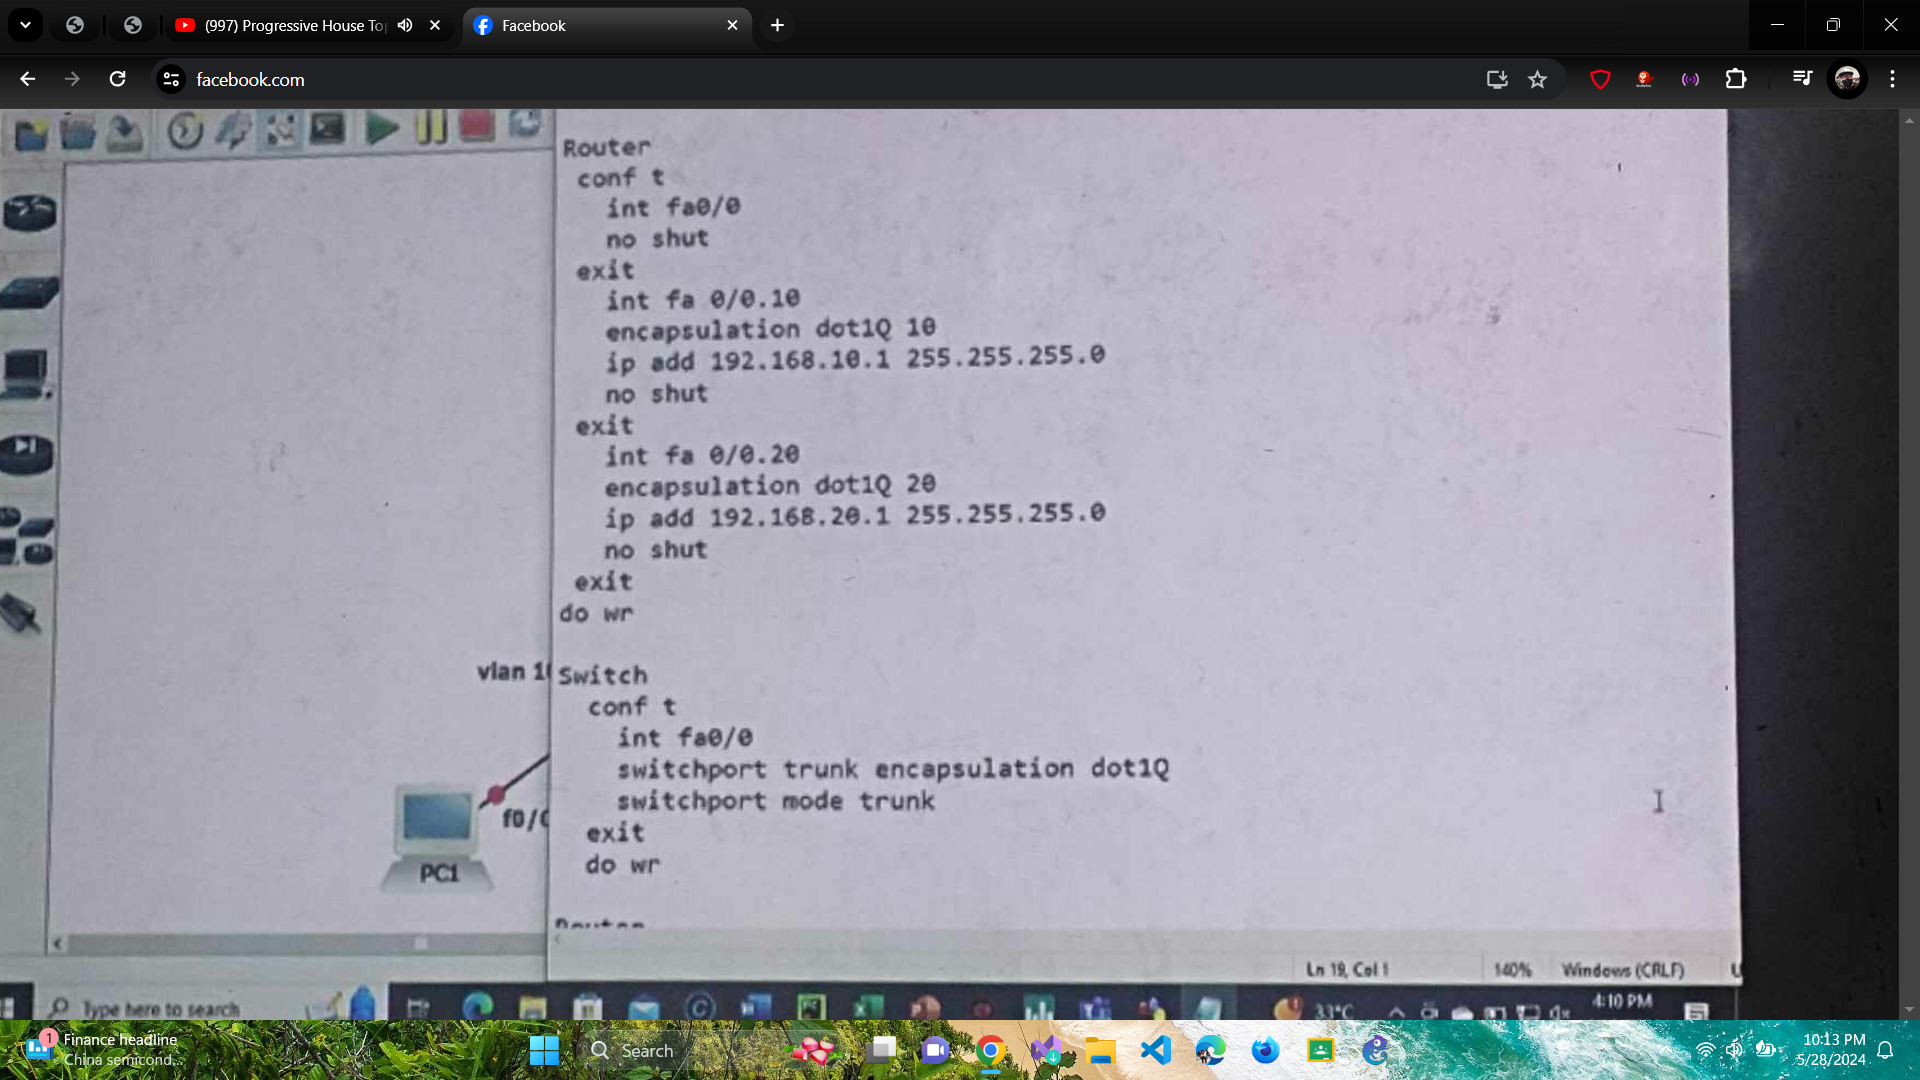 (997) Progressive House To
Facebook
facebook.com
Router
conf t
int fa0/0
no shut
exit
int fa 0/0.10
encapsulation dot1Q 10
ip add 192.168.10.1 255.255.255.0
no shut
exit
int fa 0/0.20
encapsulation dot1Q 20
ip add 192.168.20.1 255.255.255.0
no shut
exit
do wr
vlan 10
Switch
conf t
int fa0/0
switchport trunk encapsulation dot1Q
switchport mode trunk
exit
do wr
f0/0
PC1
Router
Ln 19, Col 1
140%
Windows (CRLF)
U
Type here to search
33°C
4:10 PM
1
Finance headline
China semicond...
Search
10:13 PM
5/28/2024